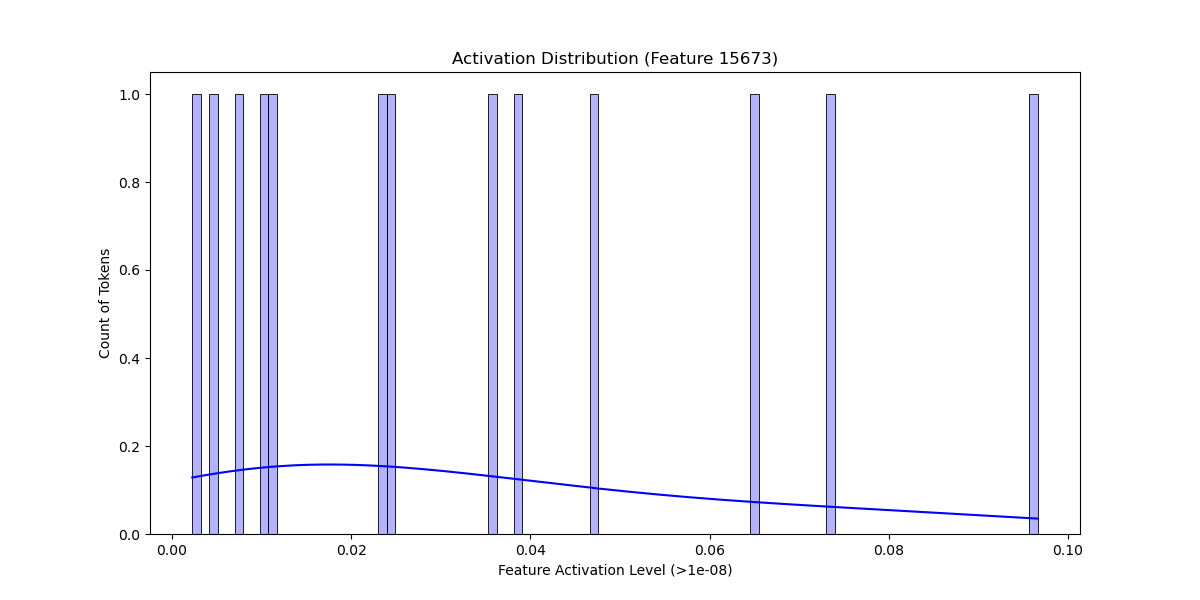 Activation Distribution (Feature 15673)
1.0
0.8
0.6
0.4
0.2
0.0
Count of Tokens
0.00 0.02 0.04 0.06 0.08 0.10
Feature Activation Level (>1e-08)